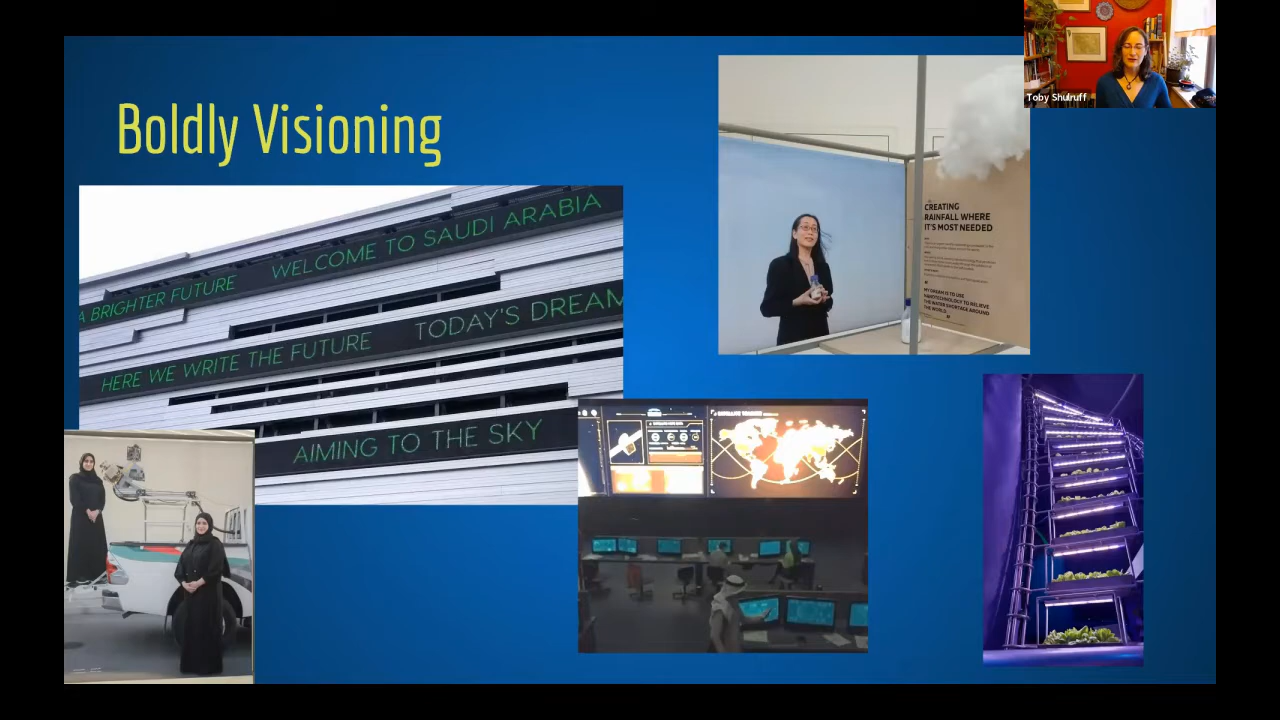 Toby Shulruff
Boldly Visioning
A BRIGHTER FUTURE WELCOME TO SAUDI ARABIA
HERE WE WRITE THE FUTURE TODAY'S DREAM
AIMING TO THE SKY
CREATING
RAINFALL WHERE
IT'S MOST NEEDED
MY DREAM IS TO USE
NANOTECHNOLOGY TO RELIEVE
THE WATER SHORTAGE AROUND
THE WORLD.